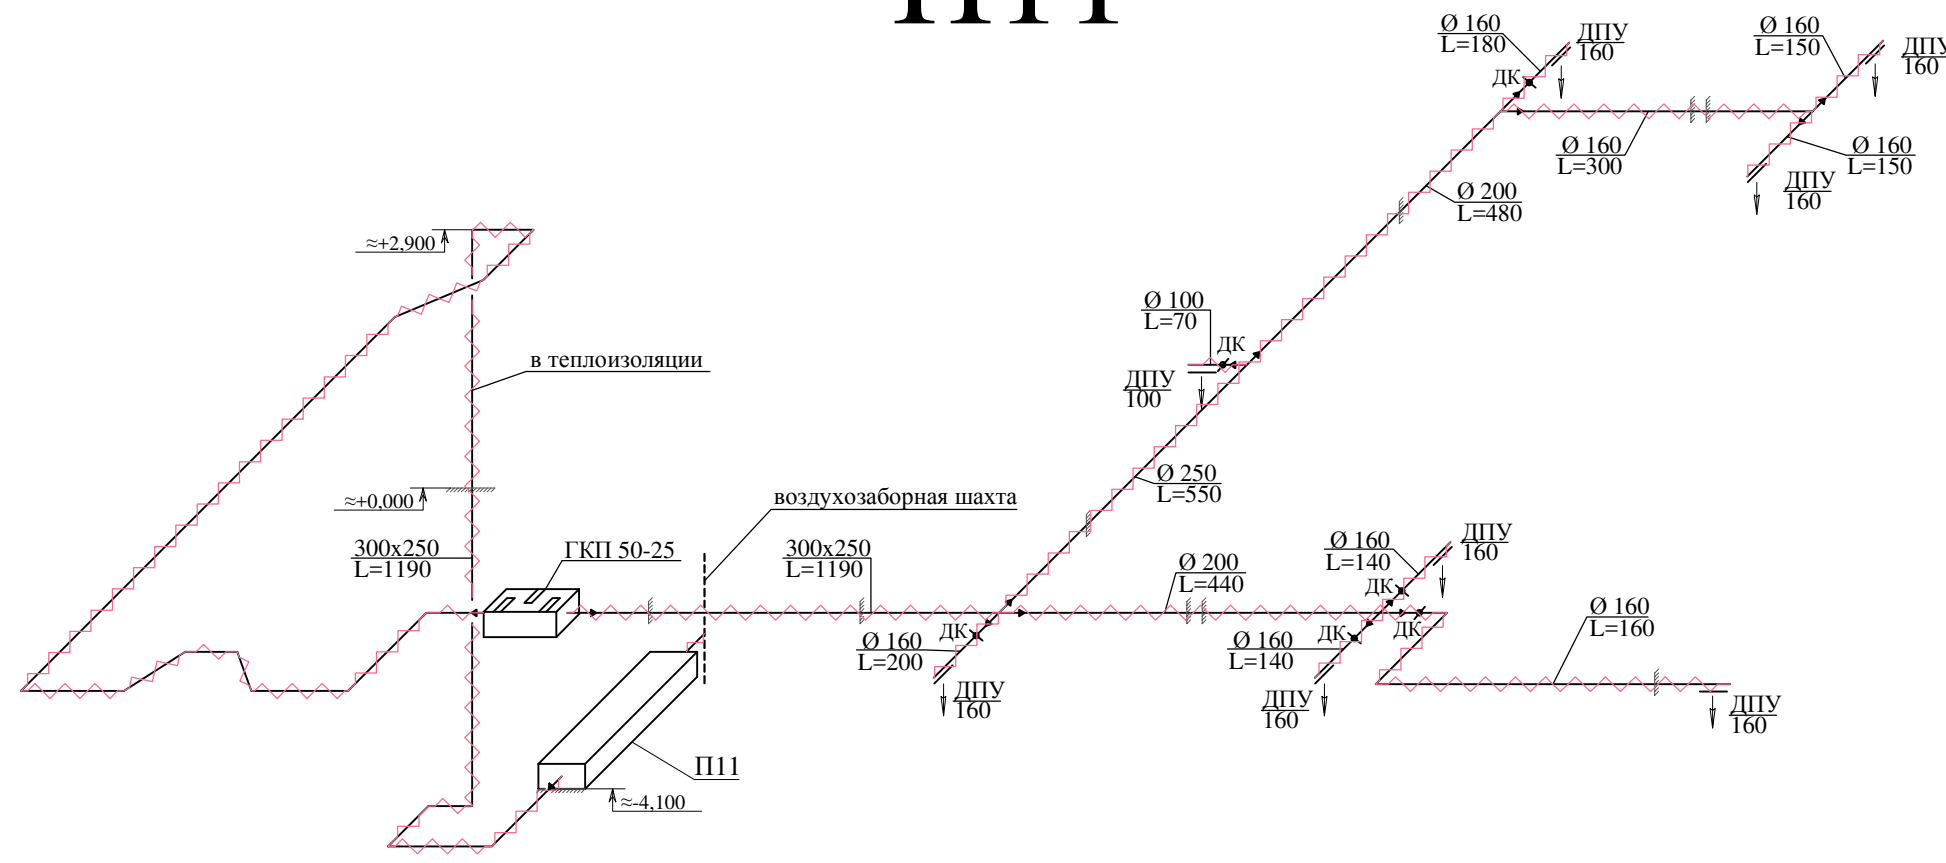 П11
Ø 160
L=180
ДПУ
160
ДК
Ø 160
L=150
ДПУ
160
Ø 160
L=300
Ø 160
L=150
ДПУ
160
Ø 200
L=480
≈+2,900
Ø 100
L=70
ДК
ДПУ
100
в теплоизоляции
≈+0,000
воздухозаборная шахта
Ø 250
L=550
300x250
L=1190
ГКП 50-25
300x250
L=1190
Ø 200
L=440
Ø 160
L=140
ДПУ
160
ДК
Ø 160
L=160
Ø 160
L=200
ДК
ДПУ
160
Ø 160
L=140
ДК
ДК
ДПУ
160
ДПУ
160
П11
≈-4,100